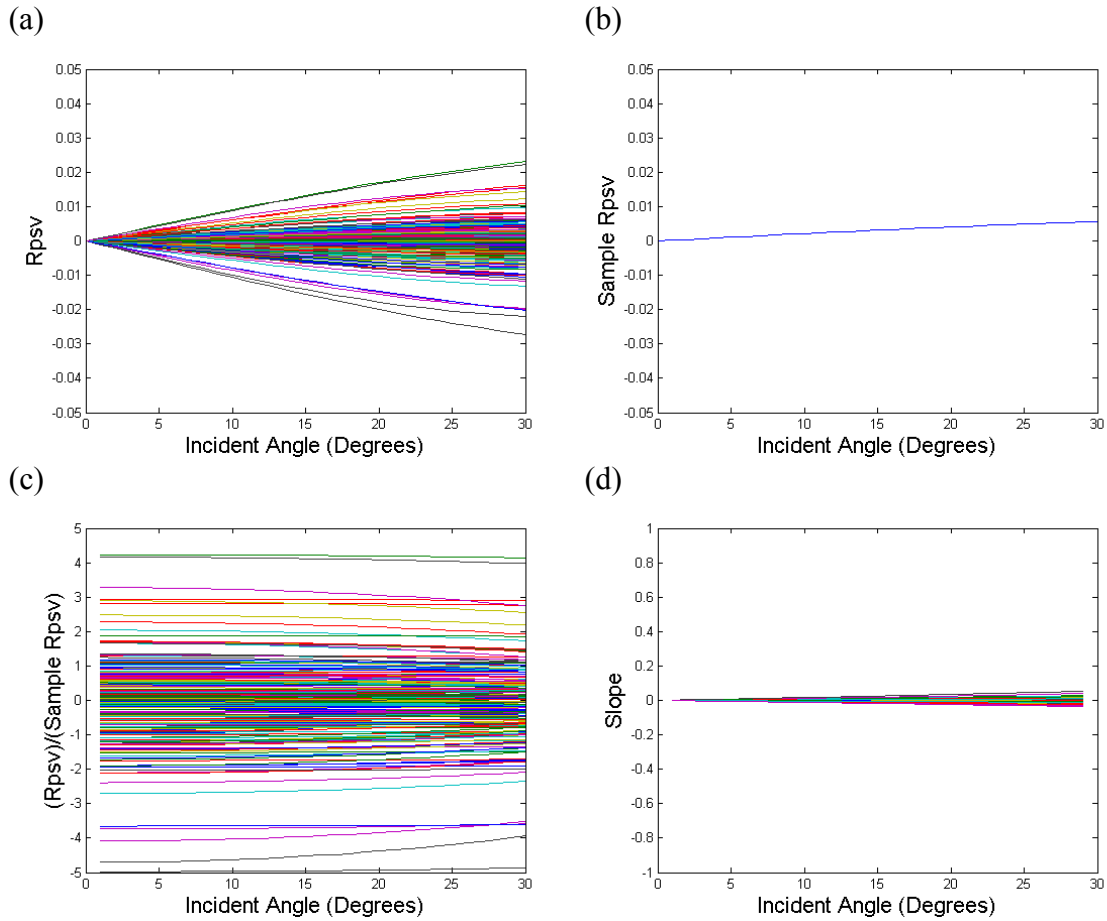 (a)
0.05
0.04
0.03
0.02
0.01
0
-0.01
-0.02
-0.03
-0.04
-0.05
Rpsv
0 5 10 15 20 25 30
Incident Angle (Degrees)
(b)
0.05
0.04
0.03
0.02
0.01
0
-0.01
-0.02
-0.03
-0.04
-0.05
Sample Rpsv
0 5 10 15 20 25 30
Incident Angle (Degrees)
(c)
5
4
3
2
1
0
-1
-2
-3
-4
-5
(Rpsv)/(Sample Rpsv)
0 5 10 15 20 25 30
Incident Angle (Degrees)
(d)
1
0.8
0.6
0.4
0.2
0
-0.2
-0.4
-0.6
-0.8
-1
Slope
0 5 10 15 20 25 30
Incident Angle (Degrees)